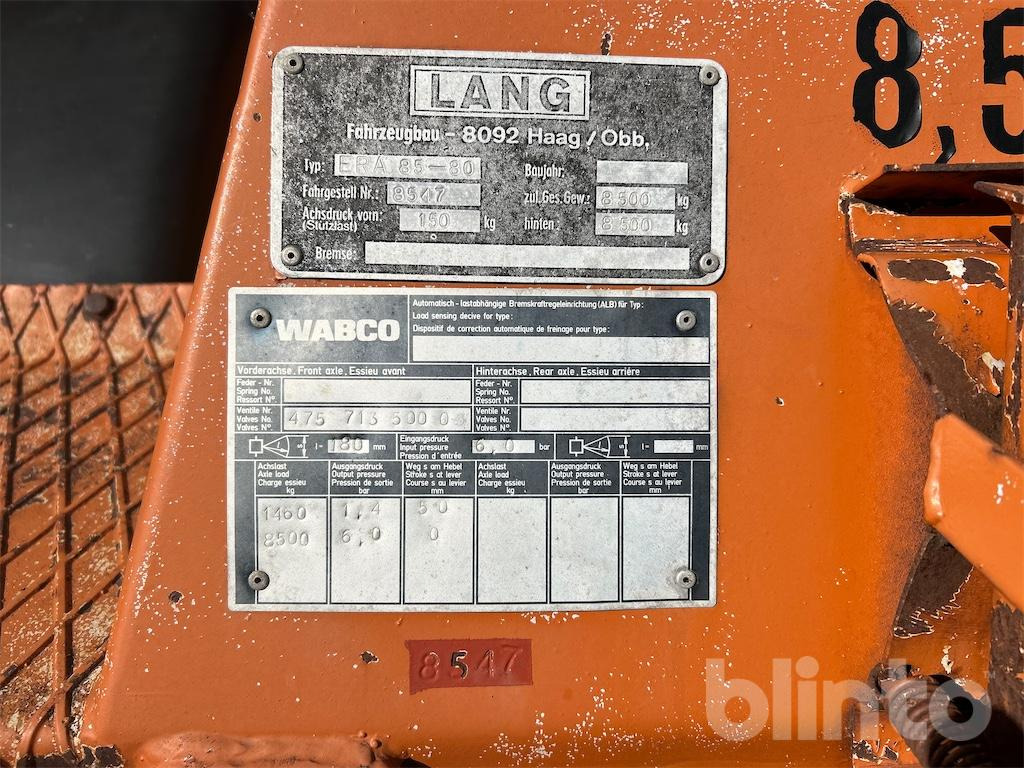 8,5
LANG
Fahrzeugbau - 8092 Haag/Obb,
Typ: ERA 85-80 Baujahr:
Fahrgestell Nr.: 8547 zul.Ges.Gew.: 8500 kg
Achsdruck vorn: 150 kg hinten: 8500 kg
(Stützlast)
Bremse:
WABCO
Automatisch-lastabhängige Bremskraftregeleinrichtung (ALB) für Typ:
Load sensing decive for type:
Dispositif de correction automatique de freinage pour type:
Vorderachse, Front axle, Essieu avant Hinterachse, Rear axle, Essieu arriére
Feder-Nr. Feder-Nr.
Spring No. Spring No.
Ressort N°. Ressort N°.
Ventile Nr. Ventile Nr.
Valves No. 475 713 500 0 Valves No.
Valves N°. Valves N°.
l= 180 mm Eingangsdruck l= mm
Input pressure 6,0 bar
Pression d'entrée
Achslast Ausgangsdruck Weg s am Hebel Achslast Ausgangsdruck Weg s am Hebel
Axle load Output pressure Stroke s at lever Axle load Output pressure Stroke s at lever
Charge essieu Pression de sortie Course s au levier Charge essieu Pression de sortie Course s au levier
kg bar mm kg bar mm
1460 1,4 50
8500 6,0 0
8547
blinto